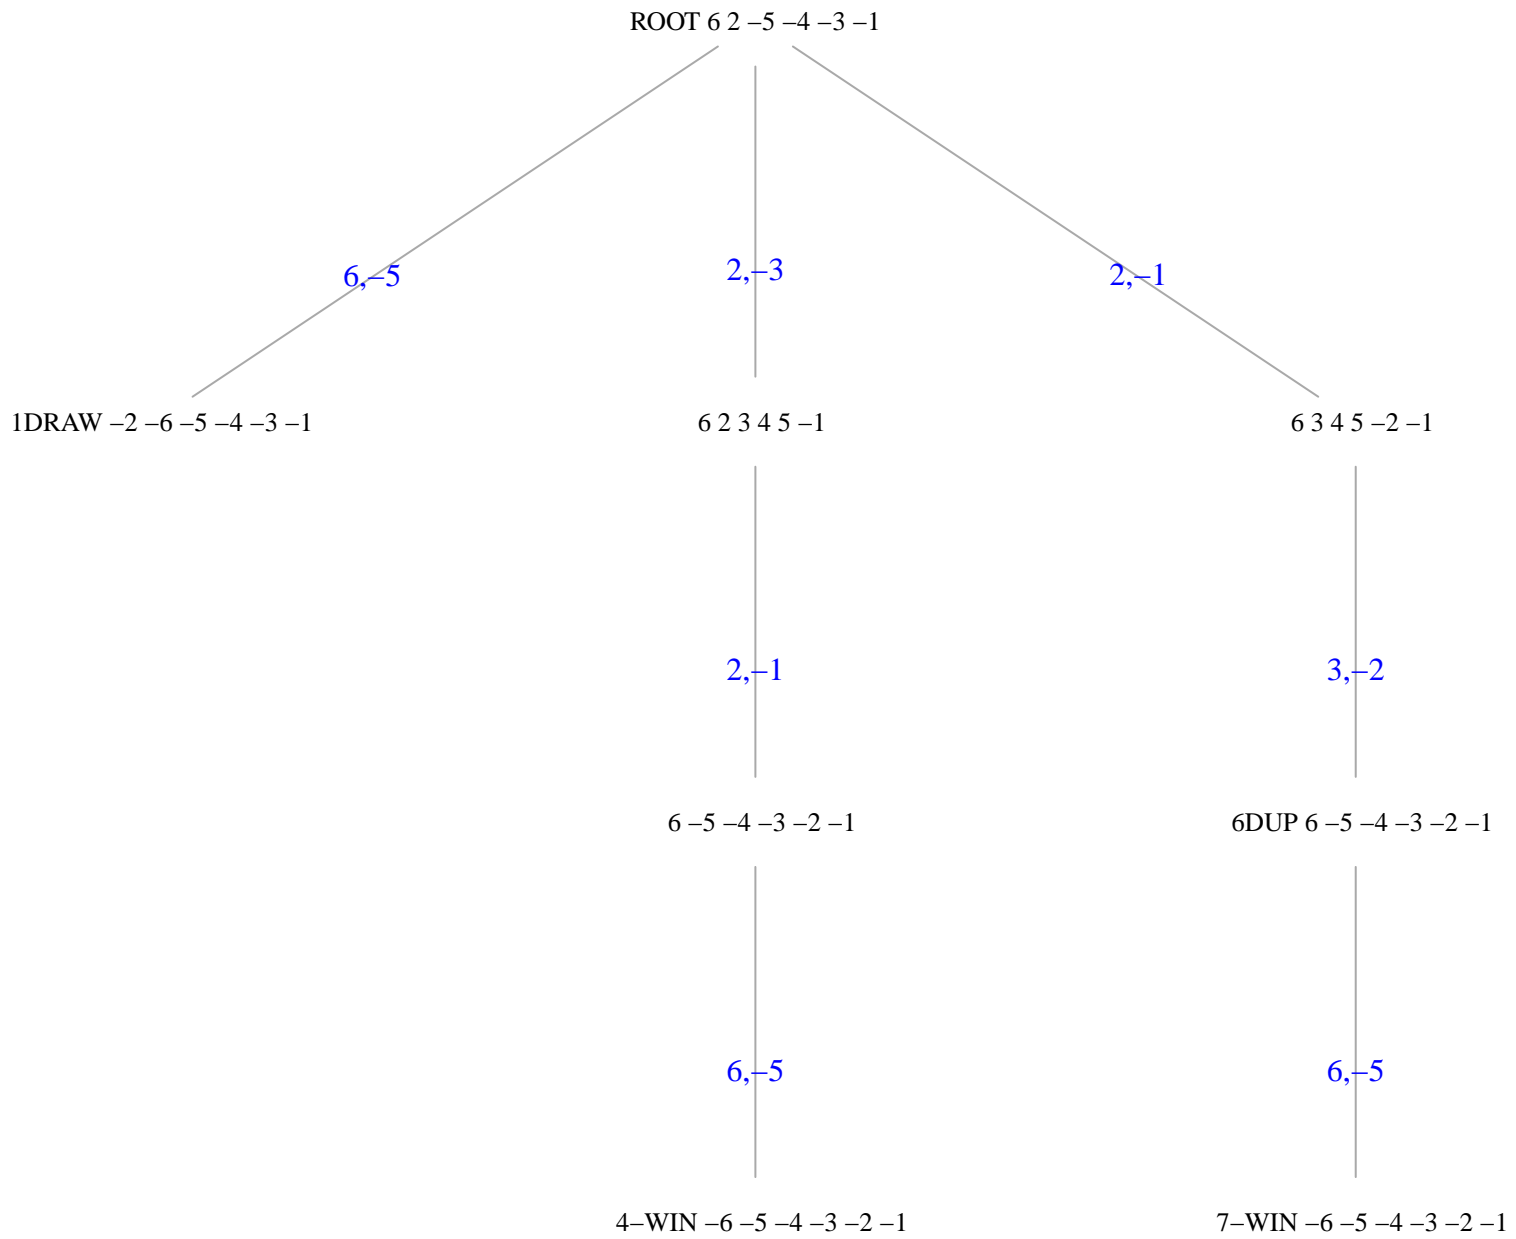 ROOT 6 2 –5 –4 –3 –1
6,–5
2,–3
2,–1
1DRAW –2 –6 –5 –4 –3 –1
6 2 3 4 5 –1
6 3 4 5 –2 –1
2,–1
3,–2
6 –5 –4 –3 –2 –1
6DUP 6 –5 –4 –3 –2 –1
6,–5
6,–5
4–WIN –6 –5 –4 –3 –2 –1
7–WIN –6 –5 –4 –3 –2 –1